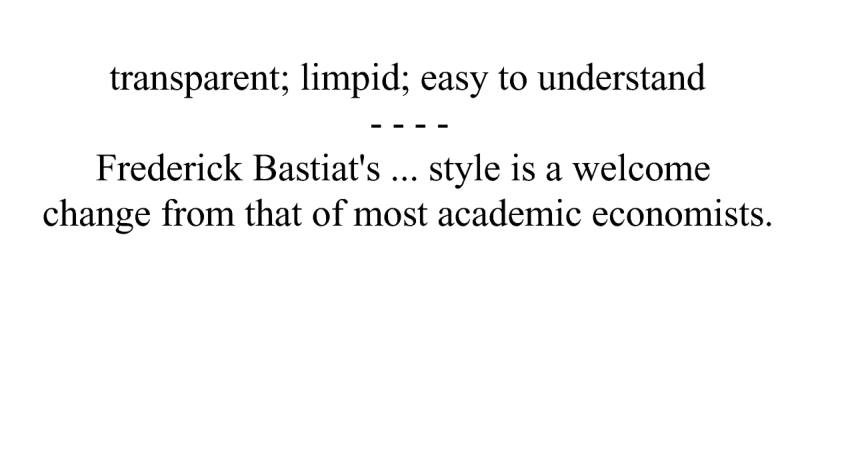 transparent; limpid; easy to understand
- - - -
Frederick Bastiat's ... style is a welcome
change from that of most academic economists.